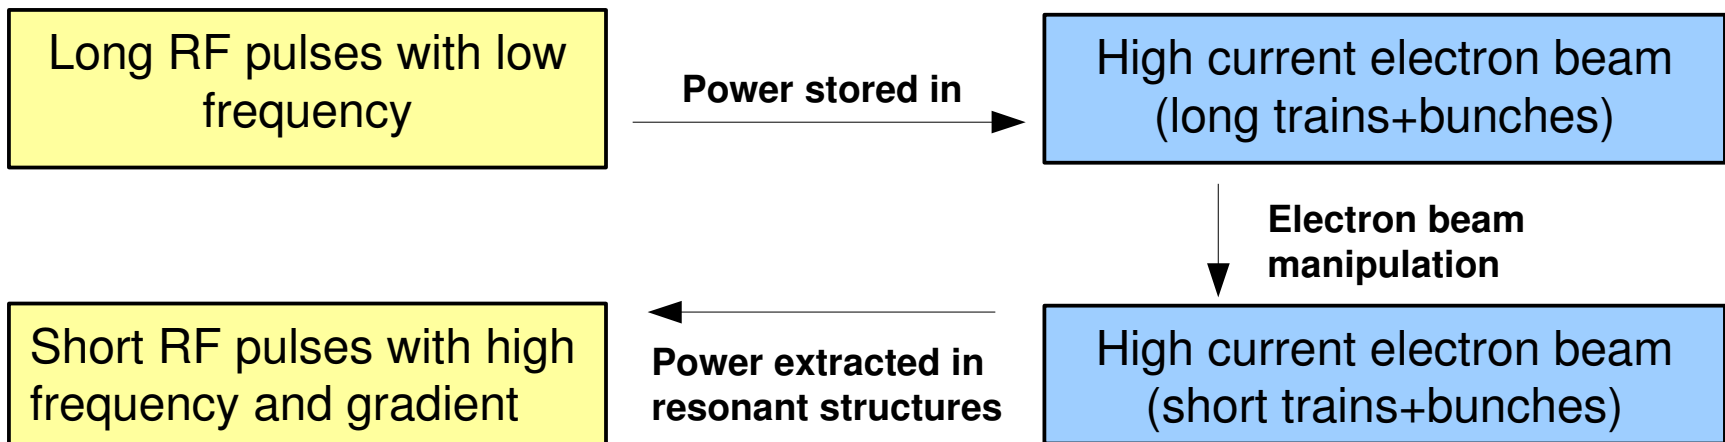 Long RF pulses with low
frequency
Power stored in
High current electron beam
(long trains+bunches)
Electron beam
manipulation
High current electron beam
(short trains+bunches)
Power extracted in
resonant structures
Short RF pulses with high
frequency and gradient